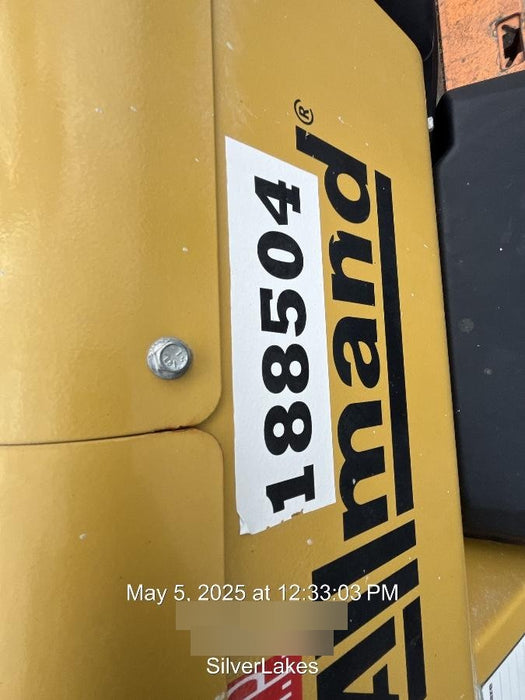 188504
Allmand®
May 5, 2025 at 12:33:03 PM
SilverLakes